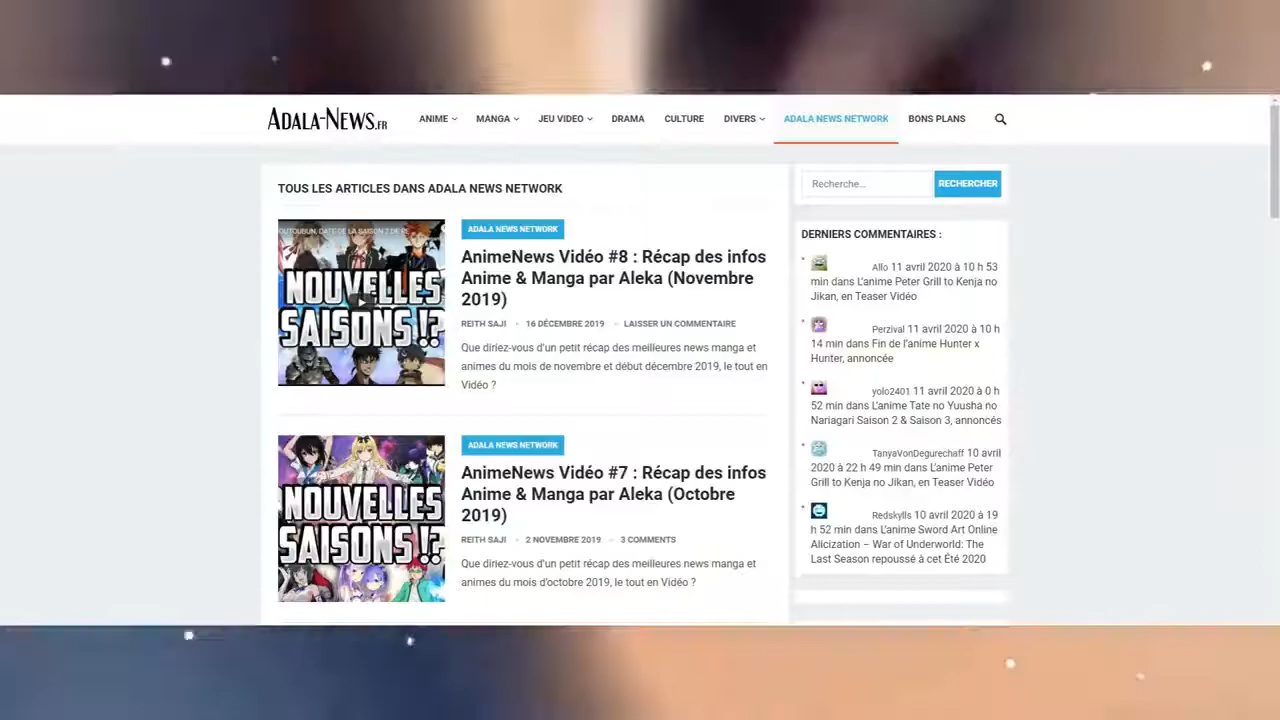 ADALA-NEWS.FR
ANIME
MANGA
JEU VIDEO
DRAMA
CULTURE
DIVERS
ADALA NEWS NETWORK
BONS PLANS
TOUS LES ARTICLES DANS ADALA NEWS NETWORK
OUTOUBUN, DATE DE LA SAISON 2 DE RE
NOUVELLES
SAISONS !?
ADALA NEWS NETWORK
AnimeNews Vidéo #8 : Récap des infos
Anime & Manga par Aleka (Novembre
2019)
REITH SAJI
16 DÉCEMBRE 2019
LAISSER UN COMMENTAIRE
Que diriez-vous d'un petit récap des meilleures news manga et
animes du mois de novembre et début décembre 2019, le tout en
Vidéo ?
NOUVELLES
SAISONS !?
ADALA NEWS NETWORK
AnimeNews Vidéo #7 : Récap des infos
Anime & Manga par Aleka (Octobre
2019)
REITH SAJI
2 NOVEMBRE 2019
3 COMMENTS
Que diriez-vous d'un petit récap des meilleures news manga et
animes du mois d'octobre 2019, le tout en Vidéo ?
Recherche...
RECHERCHER
DERNIERS COMMENTAIRES :
Allo 11 avril 2020 à 10 h 53
min dans L'anime Peter Grill to Kenja no
Jikan, en Teaser Vidéo
Perzival 11 avril 2020 à 10 h
14 min dans Fin de l'anime Hunter x
Hunter, annoncée
yolo2401 11 avril 2020 à 0 h
52 min dans L'anime Tate no Yuusha no
Nariagari Saison 2 & Saison 3, annoncés
TanyaVonDegurechaff 10 avril
2020 à 22 h 49 min dans L'anime Peter
Grill to Kenja no Jikan, en Teaser Vidéo
Redskylls 10 avril 2020 à 19
h 52 min dans L'anime Sword Art Online
Alicization – War of Underworld: The
Last Season repoussé à cet Été 2020